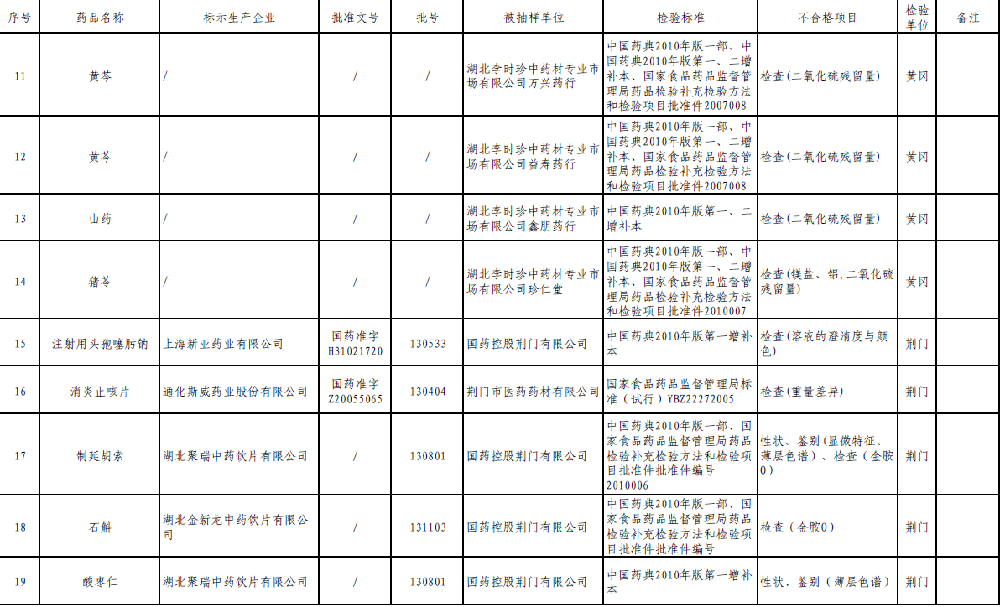 序号 药品名称 标示生产企业 批准文号 批号 被抽样单位 检验标准 不合格项目 检验单位 备注
11 黄芩 / / / 湖北李时珍中药材专业市场有限公司万兴药行 中国药典2010年版一部、中国药典2010年版第一、二增补本、国家食品药品监督管理局药品检验补充检验方法和检验项目批准件2007008 检查(二氧化硫残留量) 黄冈
12 黄芩 / / / 湖北李时珍中药材专业市场有限公司益寿药行 中国药典2010年版一部、中国药典2010年版第一、二增补本、国家食品药品监督管理局药品检验补充检验方法和检验项目批准件2007008 检查(二氧化硫残留量) 黄冈
13 山药 / / / 湖北李时珍中药材专业市场有限公司鑫朋药行 中国药典2010年版第一、二增补本 检查(二氧化硫残留量) 黄冈
14 猪苓 / / / 湖北李时珍中药材专业市场有限公司珍仁堂 中国药典2010年版一部、中国药典2010年版第一、二增补本、国家食品药品监督管理局药品检验补充检验方法和检验项目批准件2010007 检查(镁盐、铝,二氧化硫残留量) 黄冈
15 注射用头孢噻肟钠 上海新亚药业有限公司 国药准字H31021720 130533 国药控股荆门有限公司 中国药典2010年版第一增补本 检查(溶液的澄清度与颜色) 荆门
16 消炎止咳片 通化斯威药业股份有限公司 国药准字Z20055065 130404 荆门市医药药材有限公司 国家食品药品监督管理局标准（试行）YBZ22272005 检查(重量差异) 荆门
17 制延胡索 湖北聚瑞中药饮片有限公司 / 130801 国药控股荆门有限公司 中国药典2010年版一部、国家食品药品监督管理局药品检验补充检验方法和检验项目批准件批准件编号2010006 性状、鉴别(显微特征、薄层色谱）、检查（金胺O） 荆门
18 石斛 湖北金新龙中药饮片有限公司 / 131103 国药控股荆门有限公司 中国药典2010年版一部、国家食品药品监督管理局药品检验补充检验方法和检验项目批准件批准件编号 检查（金胺O） 荆门
19 酸枣仁 湖北聚瑞中药饮片有限公司 / 130801 国药控股荆门有限公司 中国药典2010年版第一增补本 性状、鉴别（薄层色谱） 荆门